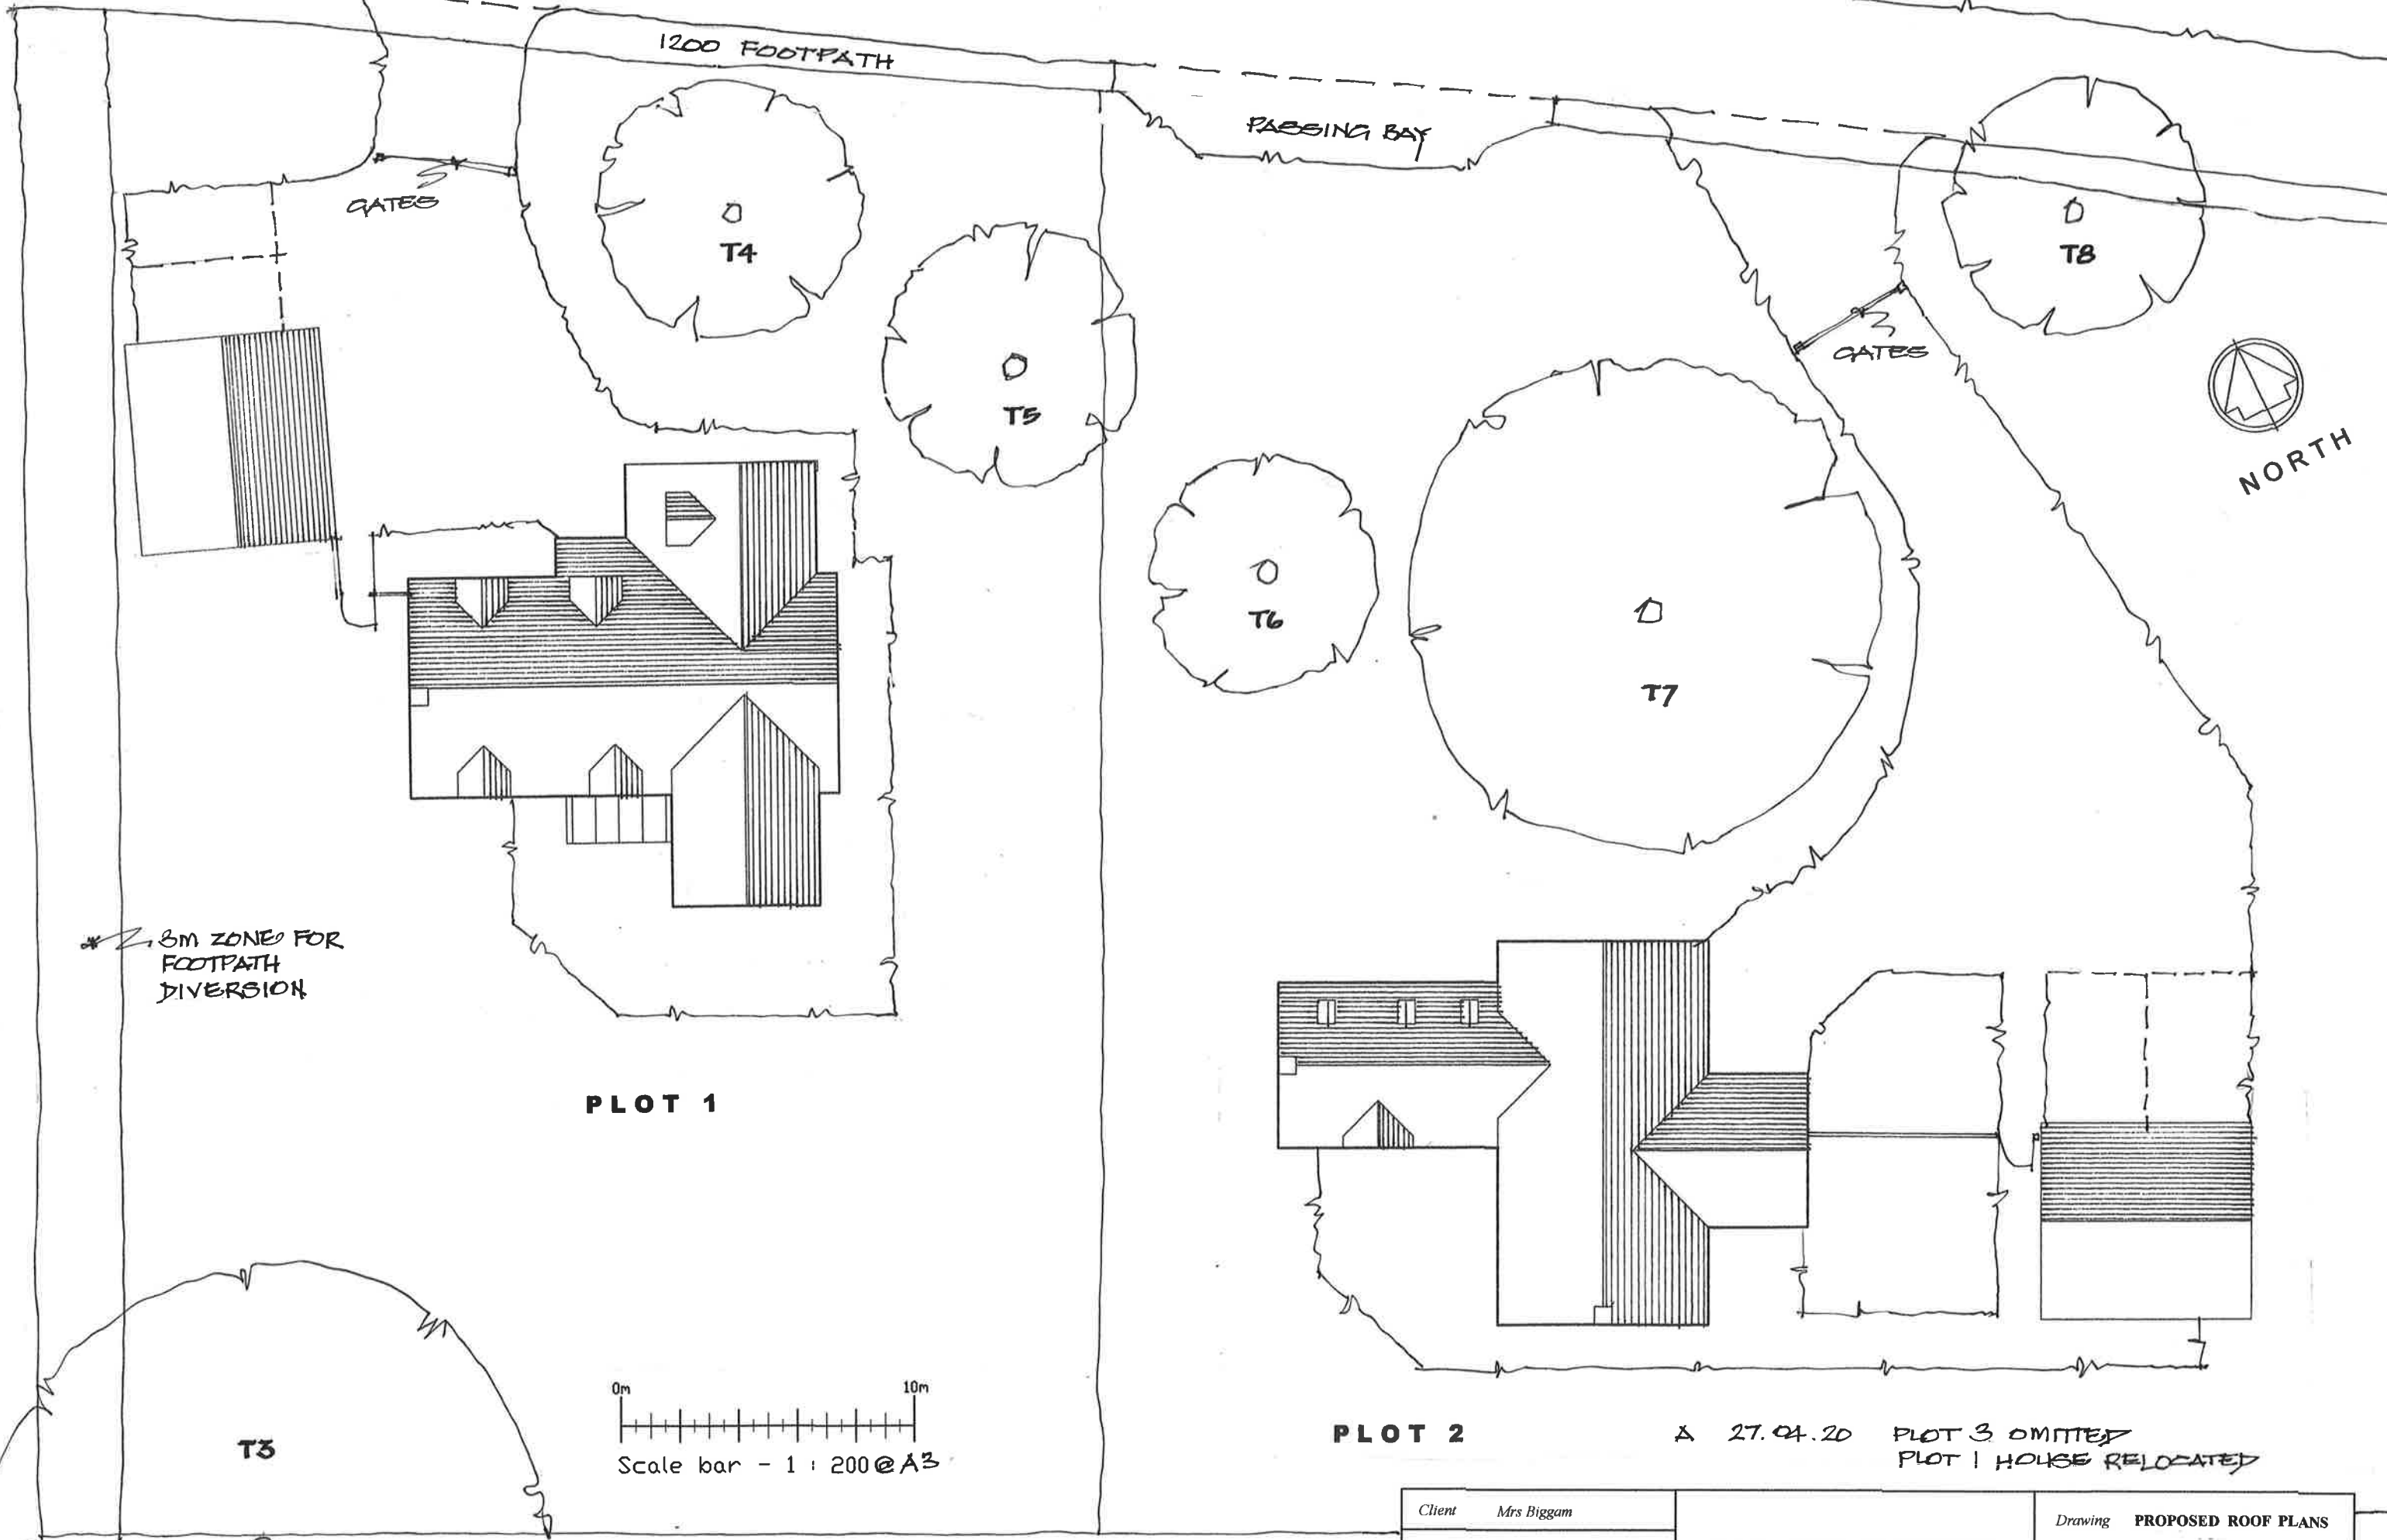 1200 FOOTPATH
PASSING BAY
GATES
T4
T8
GATES
T5
NORTH
T6
T7
3M ZONE FOR
FOOTPATH
DIVERSION
PLOT 1
0m 10m
Scale bar - 1 : 200@A3
T3
PLOT 2
A 27.04.20 PLOT 3 OMITTED
PLOT 1 HOUSE RELOCATED
Client Mrs Biggam
Drawing PROPOSED ROOF PLANS